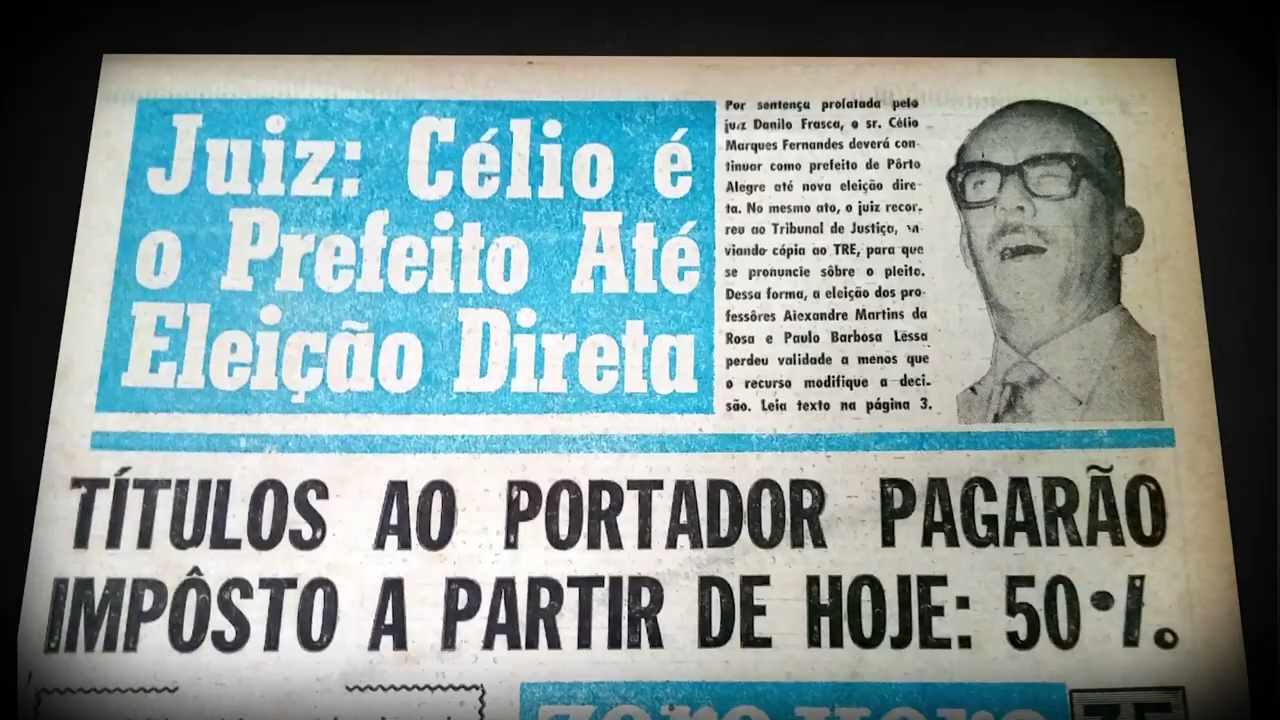 Juiz: Célio é
o Prefeito Até
Eleição Direta
Por sentença prolatada pelo
juiz Danilo Frasca, o sr. Célio
Marques Fernandes deverá con-
tinuar como prefeito de Pôrto
Alegre até nova eleição dire-
ta. No mesmo ato, o juiz recor-
reu ao Tribunal de Justiça, en-
viando cópia ao TRE, para que
se pronuncie sôbre o pleito.
Dessa forma, a eleição dos pro-
fessôres Alexandre Martins da
Rosa e Paulo Barbosa Lessa
perdeu validade a menos que
o recurso modifique a deci-
são. Leia texto na página 3.
TÍTULOS AO PORTADOR PAGARÃO
IMPÔSTO A PARTIR DE HOJE: 50%.
zero hora